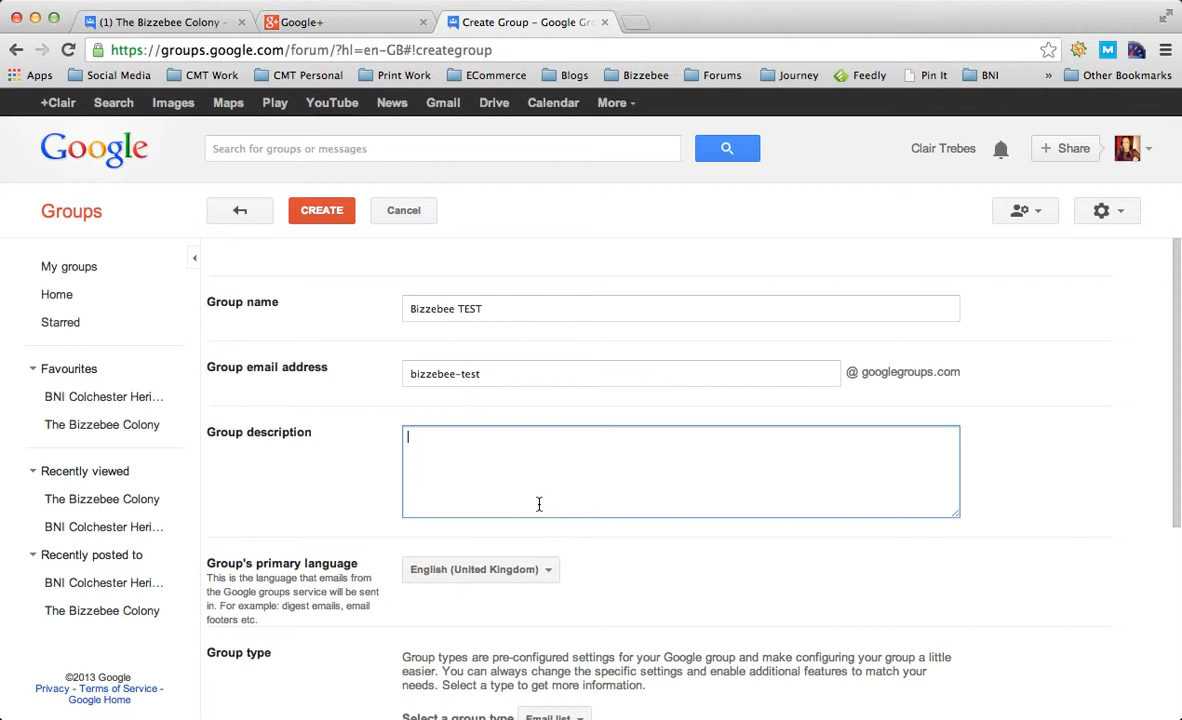 (1) The Bizzebee Colony -
Google+
Create Group - Google Gr
https://groups.google.com/forum/?hl=en-GB#!creategroup
Apps Social Media CMT Work CMT Personal Print Work ECommerce Blogs Bizzebee Forums Journey Feedly Pin It BNI » Other Bookmarks
+Clair Search Images Maps Play YouTube News Gmail Drive Calendar More
Google
Search for groups or messages
Clair Trebes
+ Share
Groups
CREATE
Cancel
My groups
Home
Starred
Favourites
BNI Colchester Heri...
The Bizzebee Colony
Recently viewed
The Bizzebee Colony
BNI Colchester Heri...
Recently posted to
BNI Colchester Heri...
The Bizzebee Colony
©2013 Google
Privacy - Terms of Service -
Google Home
Group name
Bizzebee TEST
Group email address
bizzebee-test
@ googlegroups.com
Group description
Group's primary language
This is the language that emails from
the Google groups service will be sent
in. For example: digest emails, email
footers etc.
English (United Kingdom)
Group type
Group types are pre-configured settings for your Google group and make configuring your group a little
easier. You can always change the specific settings and enable additional features to match your
needs. Select a type to get more information.
Select a group type Email list